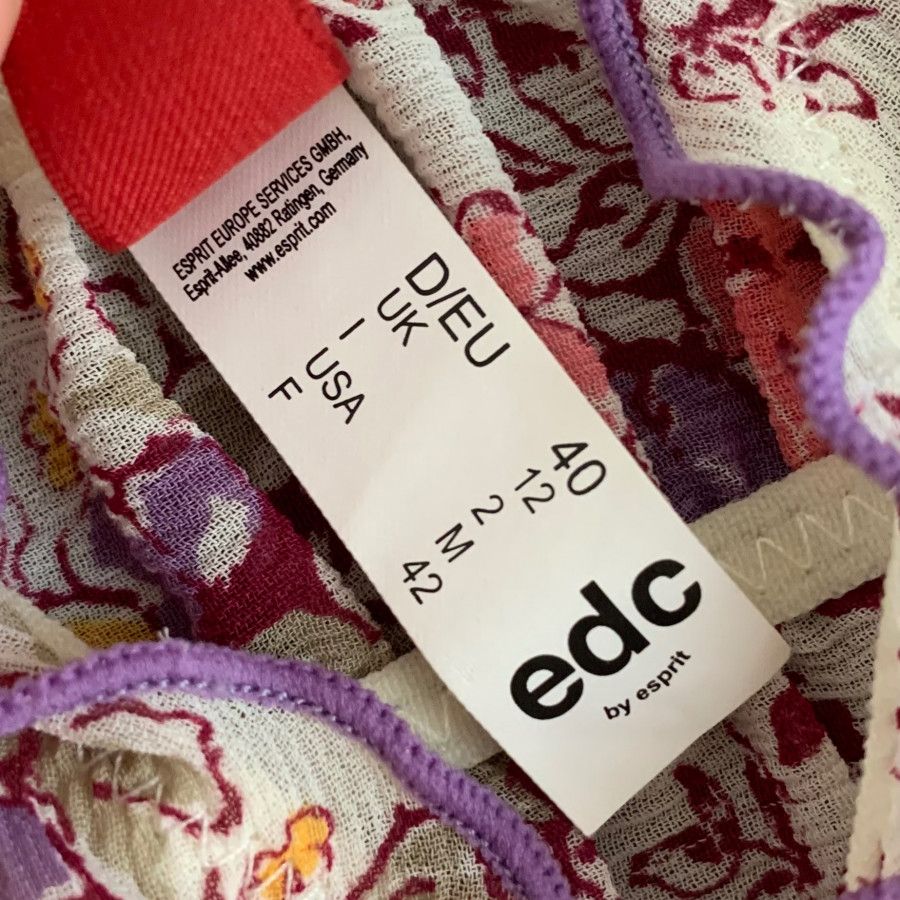 ESPRIT EUROPE SERVICES GMBH,
Esprit-Allee, 40882 Ratingen, Germany
www.esprit.com
D/EU 40
UK 12
I 2
USA M
F 42
edc
by esprit